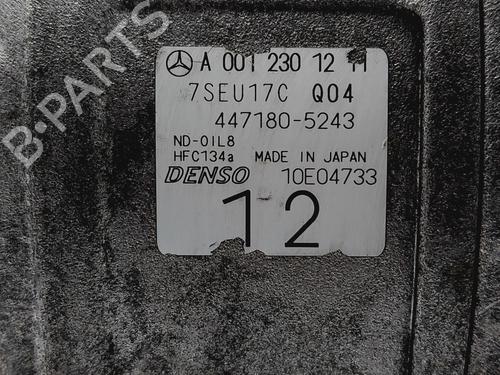 B-PARTS
A 001 230 12 11
7SEU17C Q04
447180-5243
ND-OIL8
HFC134a MADE IN JAPAN
DENSO 10E04733
12